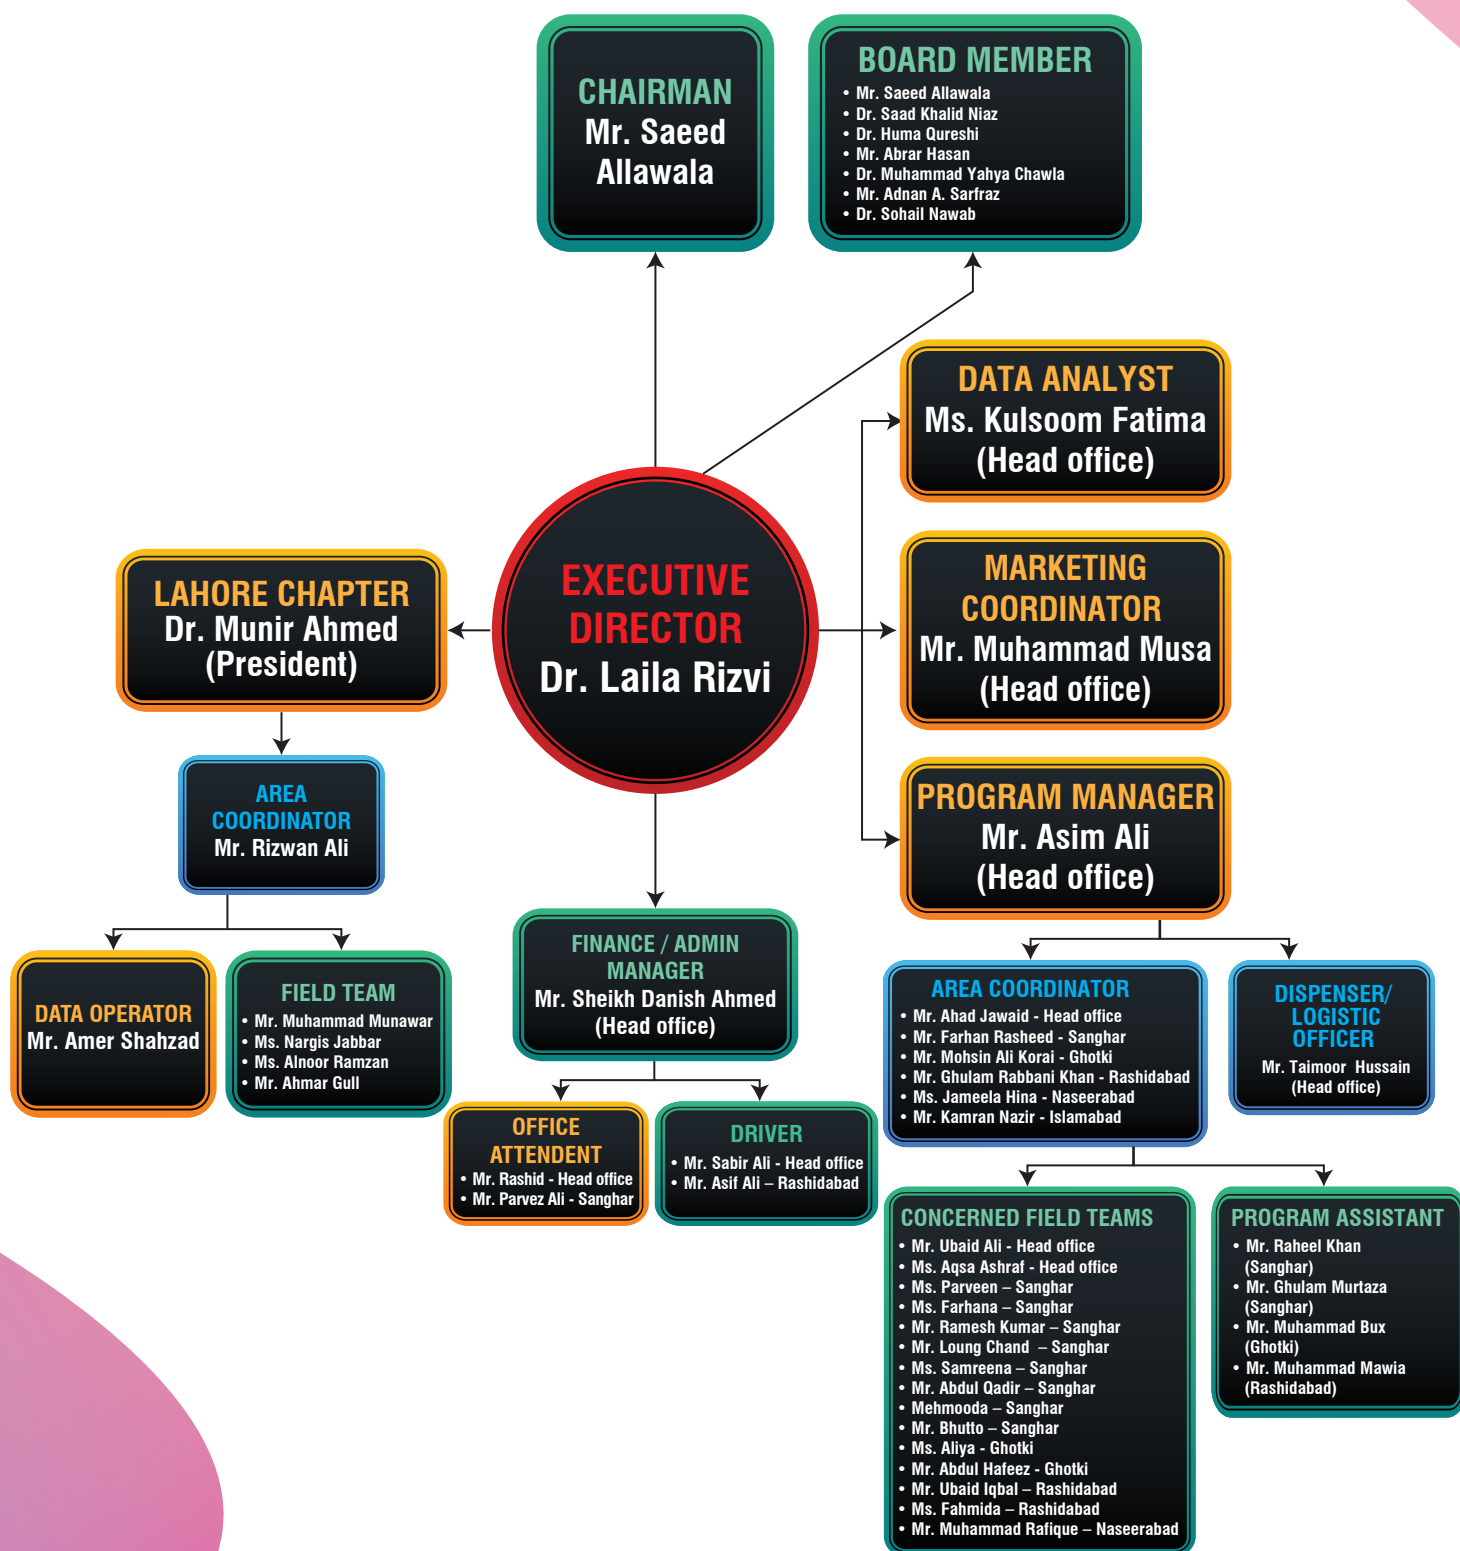 CHAIRMAN
Mr. Saeed
Allawala
BOARD MEMBER
• Mr. Saeed Allawala
• Dr. Saad Khalid Niaz
• Dr. Huma Qureshi
• Mr. Abrar Hasan
• Dr. Muhammad Yahya Chawla
• Mr. Adnan A. Sarfraz
• Dr. Sohail Nawab
DATA ANALYST
Ms. Kulsoom Fatima
(Head office)
EXECUTIVE
DIRECTOR
Dr. Laila Rizvi
MARKETING
COORDINATOR
Mr. Muhammad Musa
(Head office)
LAHORE CHAPTER
Dr. Munir Ahmed
(President)
PROGRAM MANAGER
Mr. Asim Ali
(Head office)
AREA
COORDINATOR
Mr. Rizwan Ali
DATA OPERATOR
Mr. Amer Shahzad
FIELD TEAM
• Mr. Muhammad Munawar
• Ms. Nargis Jabbar
• Ms. Alnoor Ramzan
• Mr. Ahmar Gull
FINANCE / ADMIN
MANAGER
Mr. Sheikh Danish Ahmed
(Head office)
AREA COORDINATOR
• Mr. Ahad Jawaid - Head office
• Mr. Farhan Rasheed - Sanghar
• Mr. Mohsin Ali Korai - Ghotki
• Mr. Ghulam Rabbani Khan - Rashidabad
• Ms. Jameela Hina - Naseerabad
• Mr. Kamran Nazir - Islamabad
DISPENSER/
LOGISTIC
OFFICER
Mr. Taimoor Hussain
(Head office)
OFFICE
ATTENDENT
• Mr. Rashid - Head office
• Mr. Parvez Ali - Sanghar
DRIVER
• Mr. Sabir Ali - Head office
• Mr. Asif Ali – Rashidabad
CONCERNED FIELD TEAMS
• Mr. Ubaid Ali - Head office
• Ms. Aqsa Ashraf - Head office
• Ms. Parveen – Sanghar
• Ms. Farhana – Sanghar
• Mr. Ramesh Kumar – Sanghar
• Mr. Loung Chand – Sanghar
• Ms. Samreena – Sanghar
• Mr. Abdul Qadir – Sanghar
• Mehmooda – Sanghar
• Mr. Bhutto – Sanghar
• Ms. Aliya - Ghotki
• Mr. Abdul Hafeez - Ghotki
• Mr. Ubaid Iqbal – Rashidabad
• Ms. Fahmida – Rashidabad
• Mr. Muhammad Rafique – Naseerabad
PROGRAM ASSISTANT
• Mr. Raheel Khan
(Sanghar)
• Mr. Ghulam Murtaza
(Sanghar)
• Mr. Muhammad Bux
(Ghotki)
• Mr. Muhammad Mawia
(Rashidabad)